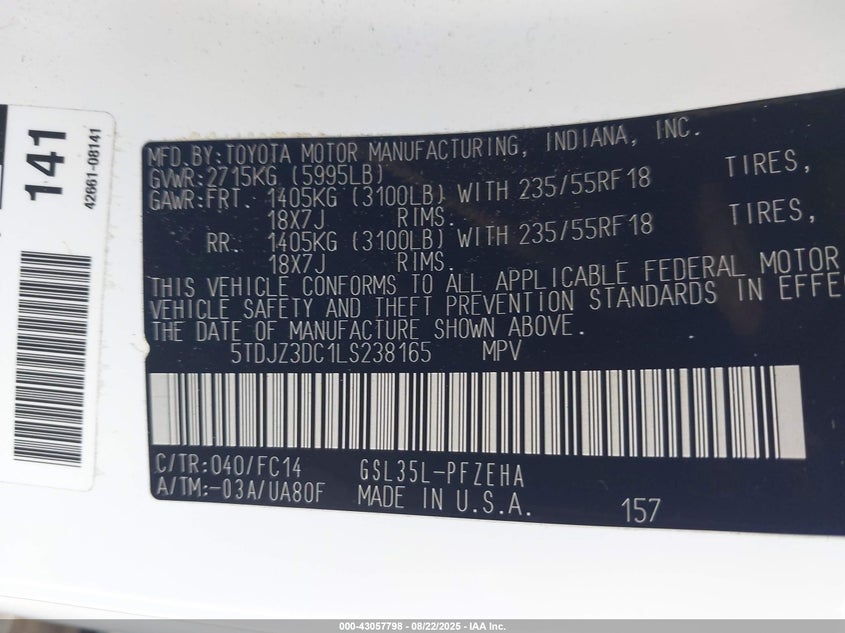 141
42661-08141
MFD. BY: TOYOTA MOTOR MANUFACTURING, INDIANA, INC.
GVWR: 2715KG (5995LB)
GAWR: FRT. 1405KG (3100LB) WITH 235/55RF18 TIRES,
18X7J RIMS.
RR. 1405KG (3100LB) WITH 235/55RF18 TIRES,
18X7J RIMS.
THIS VEHICLE CONFORMS TO ALL APPLICABLE FEDERAL MOTOR
VEHICLE SAFETY AND THEFT PREVENTION STANDARDS IN EFFE
THE DATE OF MANUFACTURE SHOWN ABOVE.
5TDJZ3DC1LS238165 MPV
C/TR: 040/FC14 GSL35L-PFZEHA
A/TM: -03A/UA80F MADE IN U.S.A.
157
000-43057798 - 08/22/2025 - IAA Inc.